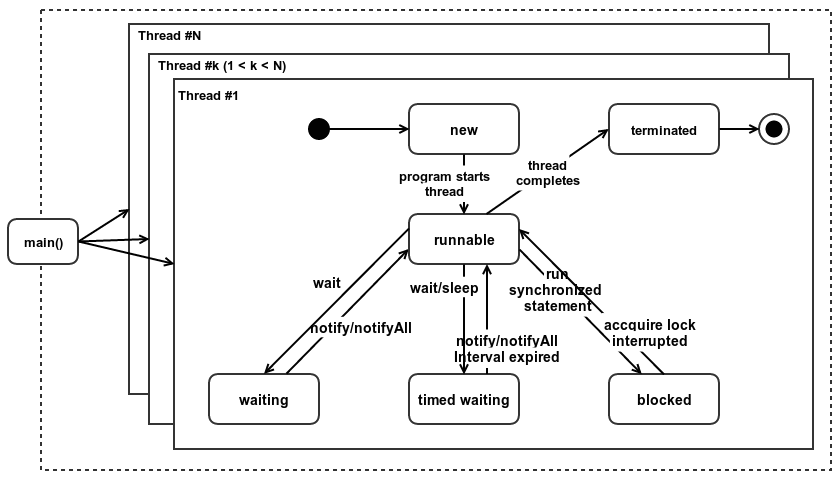 Thread #N
Thread #k (1 < k < N)
Thread #1
new
terminated
program starts
thread
thread
completes
main()
runnable
wait
wait/sleep
run
synchronized
statement
notify/notifyAll
accquire lock
interrupted
notify/notifyAll
Interval expired
waiting
timed waiting
blocked